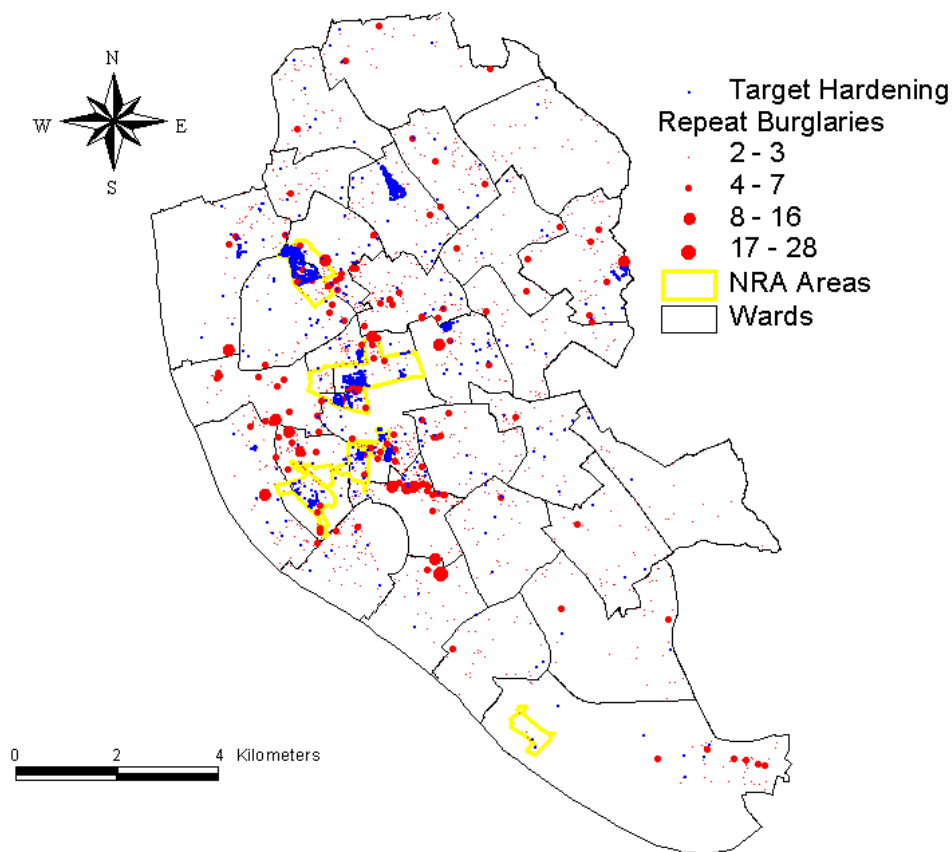 N
W E
S
Target Hardening
Repeat Burglaries
2 - 3
4 - 7
8 - 16
17 - 28
NRA Areas
Wards
0 2 4 Kilometers